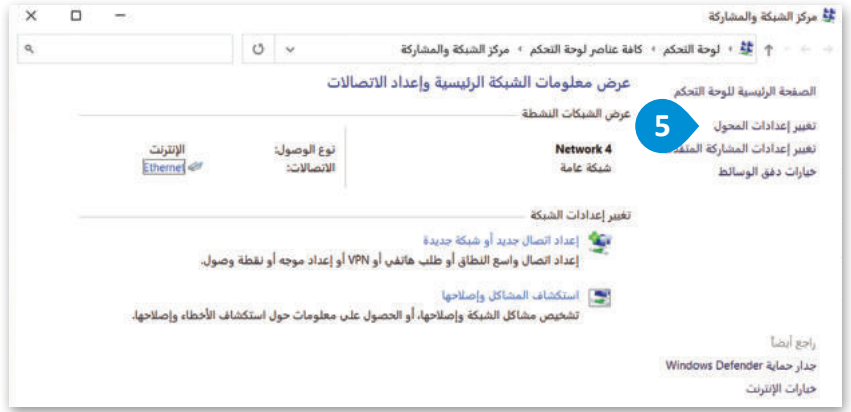 مركز الشبكة والمشاركة
لوحة التحكم › كافة عناصر لوحة التحكم › مركز الشبكة والمشاركة
الصفحة الرئيسية للوحة التحكم
5
تغيير إعدادات المحول
تغيير إعدادات المشاركة
خيارات دفق الوسائط
عرض معلومات الشبكة الرئيسية وإعداد الاتصالات
عرض الشبكات النشطة
Network 4
شبكة عامة
نوع الوصول: الإنترنت
الاتصالات: Ethernet
تغيير إعدادات الشبكة
إعداد اتصال جديد أو شبكة جديدة
إعداد اتصال واسع النطاق أو طلب هاتفي أو VPN أو إعداد موجه أو نقطة وصول.
استكشاف المشاكل وإصلاحها
تشخيص مشاكل الشبكة وإصلاحها، أو الحصول على معلومات حول استكشاف الأخطاء وإصلاحها.
راجع أيضاً
جدار حماية Windows Defender
خيارات الإنترنت